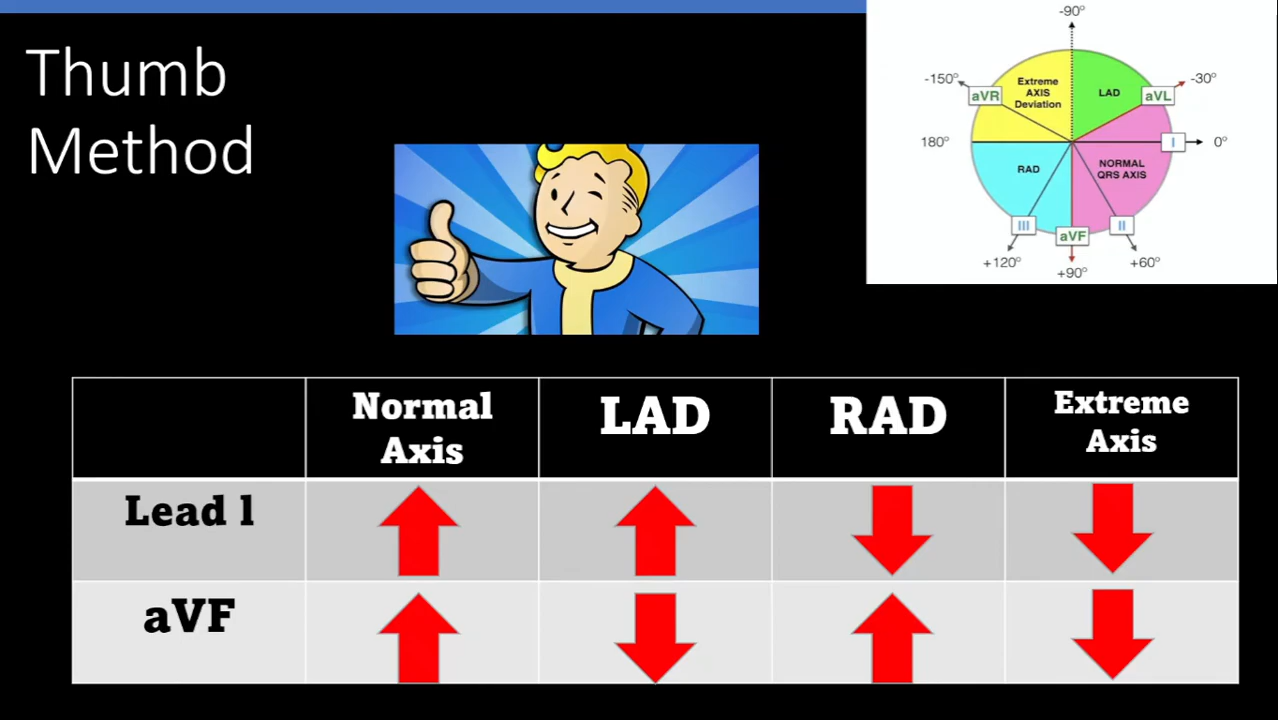 Thumb
Method
-90°
-150°
Extreme
AXIS
Deviation
LAD
-30°
aVR
aVL
180°
I
0°
RAD
NORMAL
QRS AXIS
III
aVF
II
+120°
+90°
+60°
Normal
Axis
LAD
RAD
Extreme
Axis
Lead l
aVF